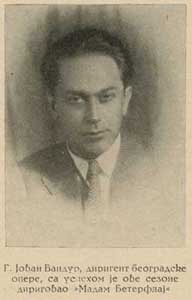 Г. Јован Бандур, диригент београдске
опере, са успехом је ове сезоне
дириговао »Мадам Бетерфлај«